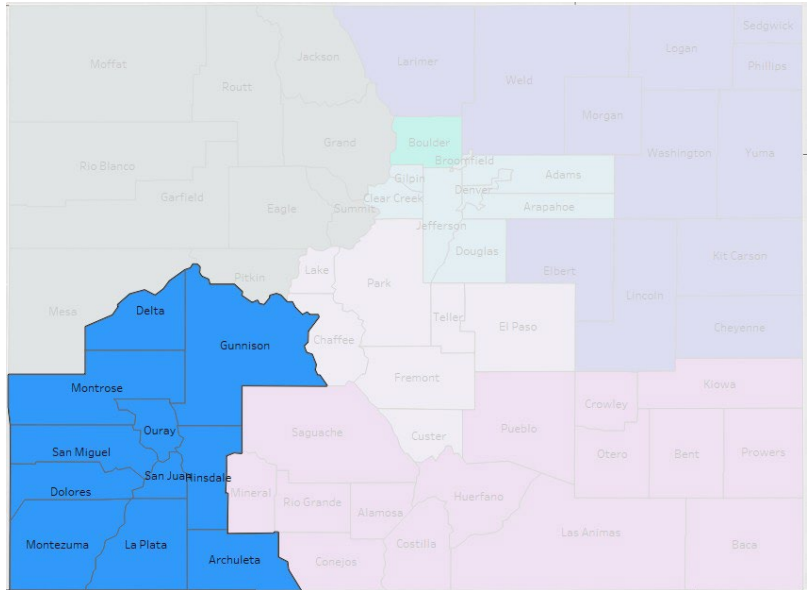 Sedgwick
Jackson
Logan
Moffat
Larimer
Phillips
Weld
Routt
Morgan
Grand
Boulder
Washington
Yuma
Broomfield
Rio Blanco
Gilpin
Adams
Denver
Garfield
Clear Creek
Eagle
Summit
Arapahoe
Jefferson
Douglas
Kit Carson
Elbert
Lake
Pitkin
Park
Lincoln
Mesa
Delta
Teller
El Paso
Cheyenne
Chaffee
Gunnison
Fremont
Kiowa
Montrose
Crowley
Pueblo
Ouray
Saguache
Custer
San Miguel
Otero
Bent
Prowers
San Juan
Hinsdale
Dolores
Mineral
Huerfano
Rio Grande
Alamosa
Las Animas
Montezuma
La Plata
Costilla
Baca
Archuleta
Conejos